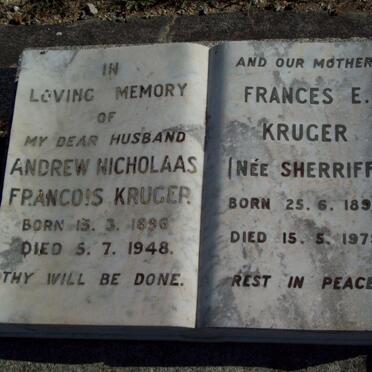 IN
LOVING MEMORY
OF
MY DEAR HUSBAND
ANDREW NICHOLAAS
FRANCOIS KRUGER.
BORN 13. 3. 1896
DIED 5. 7. 1948.
THY WILL BE DONE.
AND OUR MOTHER
FRANCES E.
KRUGER
(NÉE SHERRIFF
BORN 25. 6. 189
DIED 15. 5. 197
REST IN PEACE